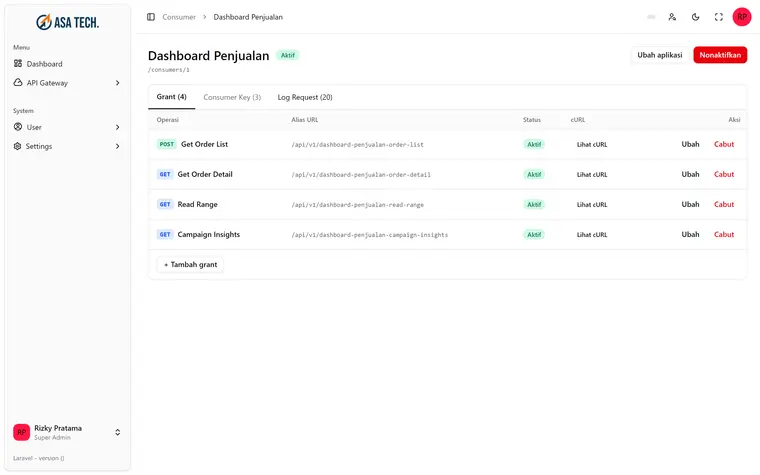 ASA TECH.
Consumer > Dashboard Penjualan
RP
Menu
Dashboard
API Gateway
System
User
Settings
Dashboard Penjualan Aktif
/consumers/1
Ubah aplikasi Nonaktifkan
Grant (4) Consumer Key (3) Log Request (20)
Operasi Alias URL Status cURL Aksi
POST Get Order List /api/v1/dashboard-penjualan-order-list Aktif Lihat cURL Ubah Cabut
GET Get Order Detail /api/v1/dashboard-penjualan-order-detail Aktif Lihat cURL Ubah Cabut
GET Read Range /api/v1/dashboard-penjualan-read-range Aktif Lihat cURL Ubah Cabut
GET Campaign Insights /api/v1/dashboard-penjualan-campaign-insights Aktif Lihat cURL Ubah Cabut
+ Tambah grant
RP Rizky Pratama
Super Admin
Laravel - version ()